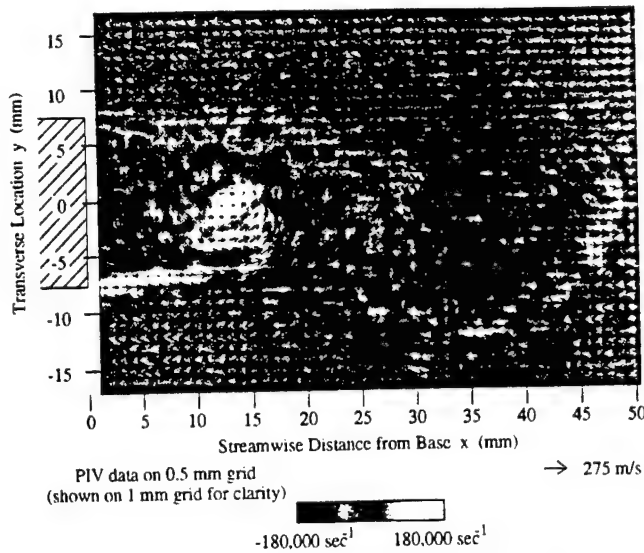 15
10
5
0
-5
-10
-15
Transverse Location y (mm)
0 5 10 15 20 25 30 35 40 45 50
Streamwise Distance from Base x (mm)
PIV data on 0.5 mm grid
(shown on 1 mm grid for clarity)
→ 275 m/s
-180,000 sec⁻¹ 180,000 sec⁻¹